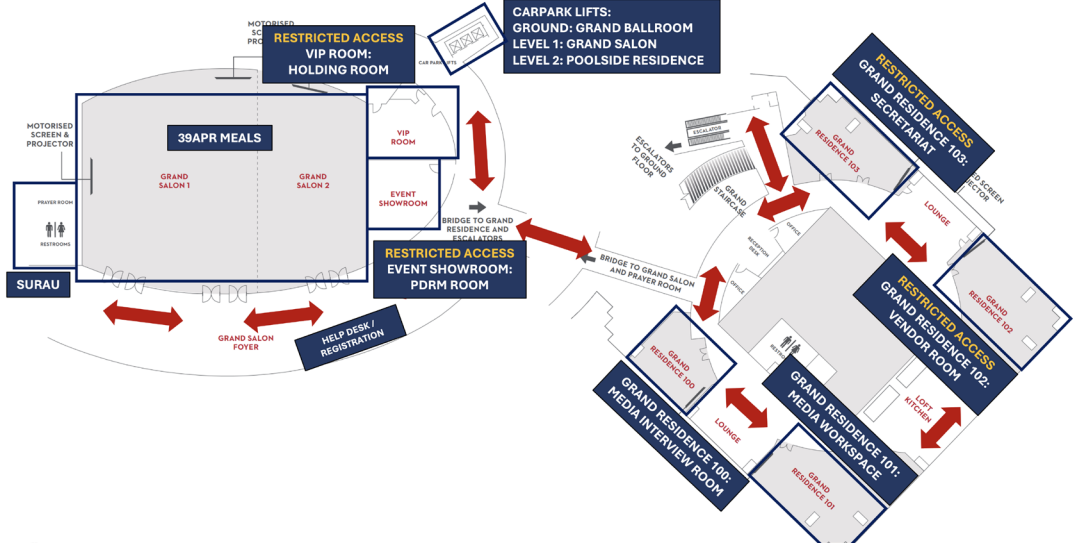 MOTORISED
RESTRICTED ACCESS
VIP ROOM:
HOLDING ROOM
CARPARK LIFTS:
GROUND: GRAND BALLROOM
LEVEL 1: GRAND SALON
LEVEL 2: POOLSIDE RESIDENCE
CAR PARK LIFTS
MOTORISED
SCREEN &
PROJECTOR
39APR MEALS
GRAND
SALON 1
GRAND
SALON 2
VIP
ROOM
EVENT
SHOWROOM
PRAYER ROOM
RESTROOMS
SURAU
BRIDGE TO GRAND
RESIDENCE AND
ESCALATORS
RESTRICTED ACCESS
EVENT SHOWROOM:
PDRM ROOM
GRAND SALON
FOYER
HELP DESK /
REGISTRATION
ESCALATOR
ESCALATORS
TO GROUND
FLOOR
GRAND
STAIRCASE
BRIDGE TO GRAND SALON
AND PRAYER ROOM
RECEPTION
DESK
OFFICE
OFFICE
RESTRICTED ACCESS
GRAND RESIDENCE 103:
SECRETARIAT
GRAND
RESIDENCE 103
SCREEN
LOUNGE
GRAND
RESIDENCE 102
RESTRICTED ACCESS
GRAND RESIDENCE 102:
VENDOR ROOM
GRAND
RESIDENCE 100
GRAND RESIDENCE 100:
MEDIA INTERVIEW ROOM
LOUNGE
GRAND RESIDENCE 101:
MEDIA WORKSPACE
GRAND
RESIDENCE 101
LOFT
KITCHEN